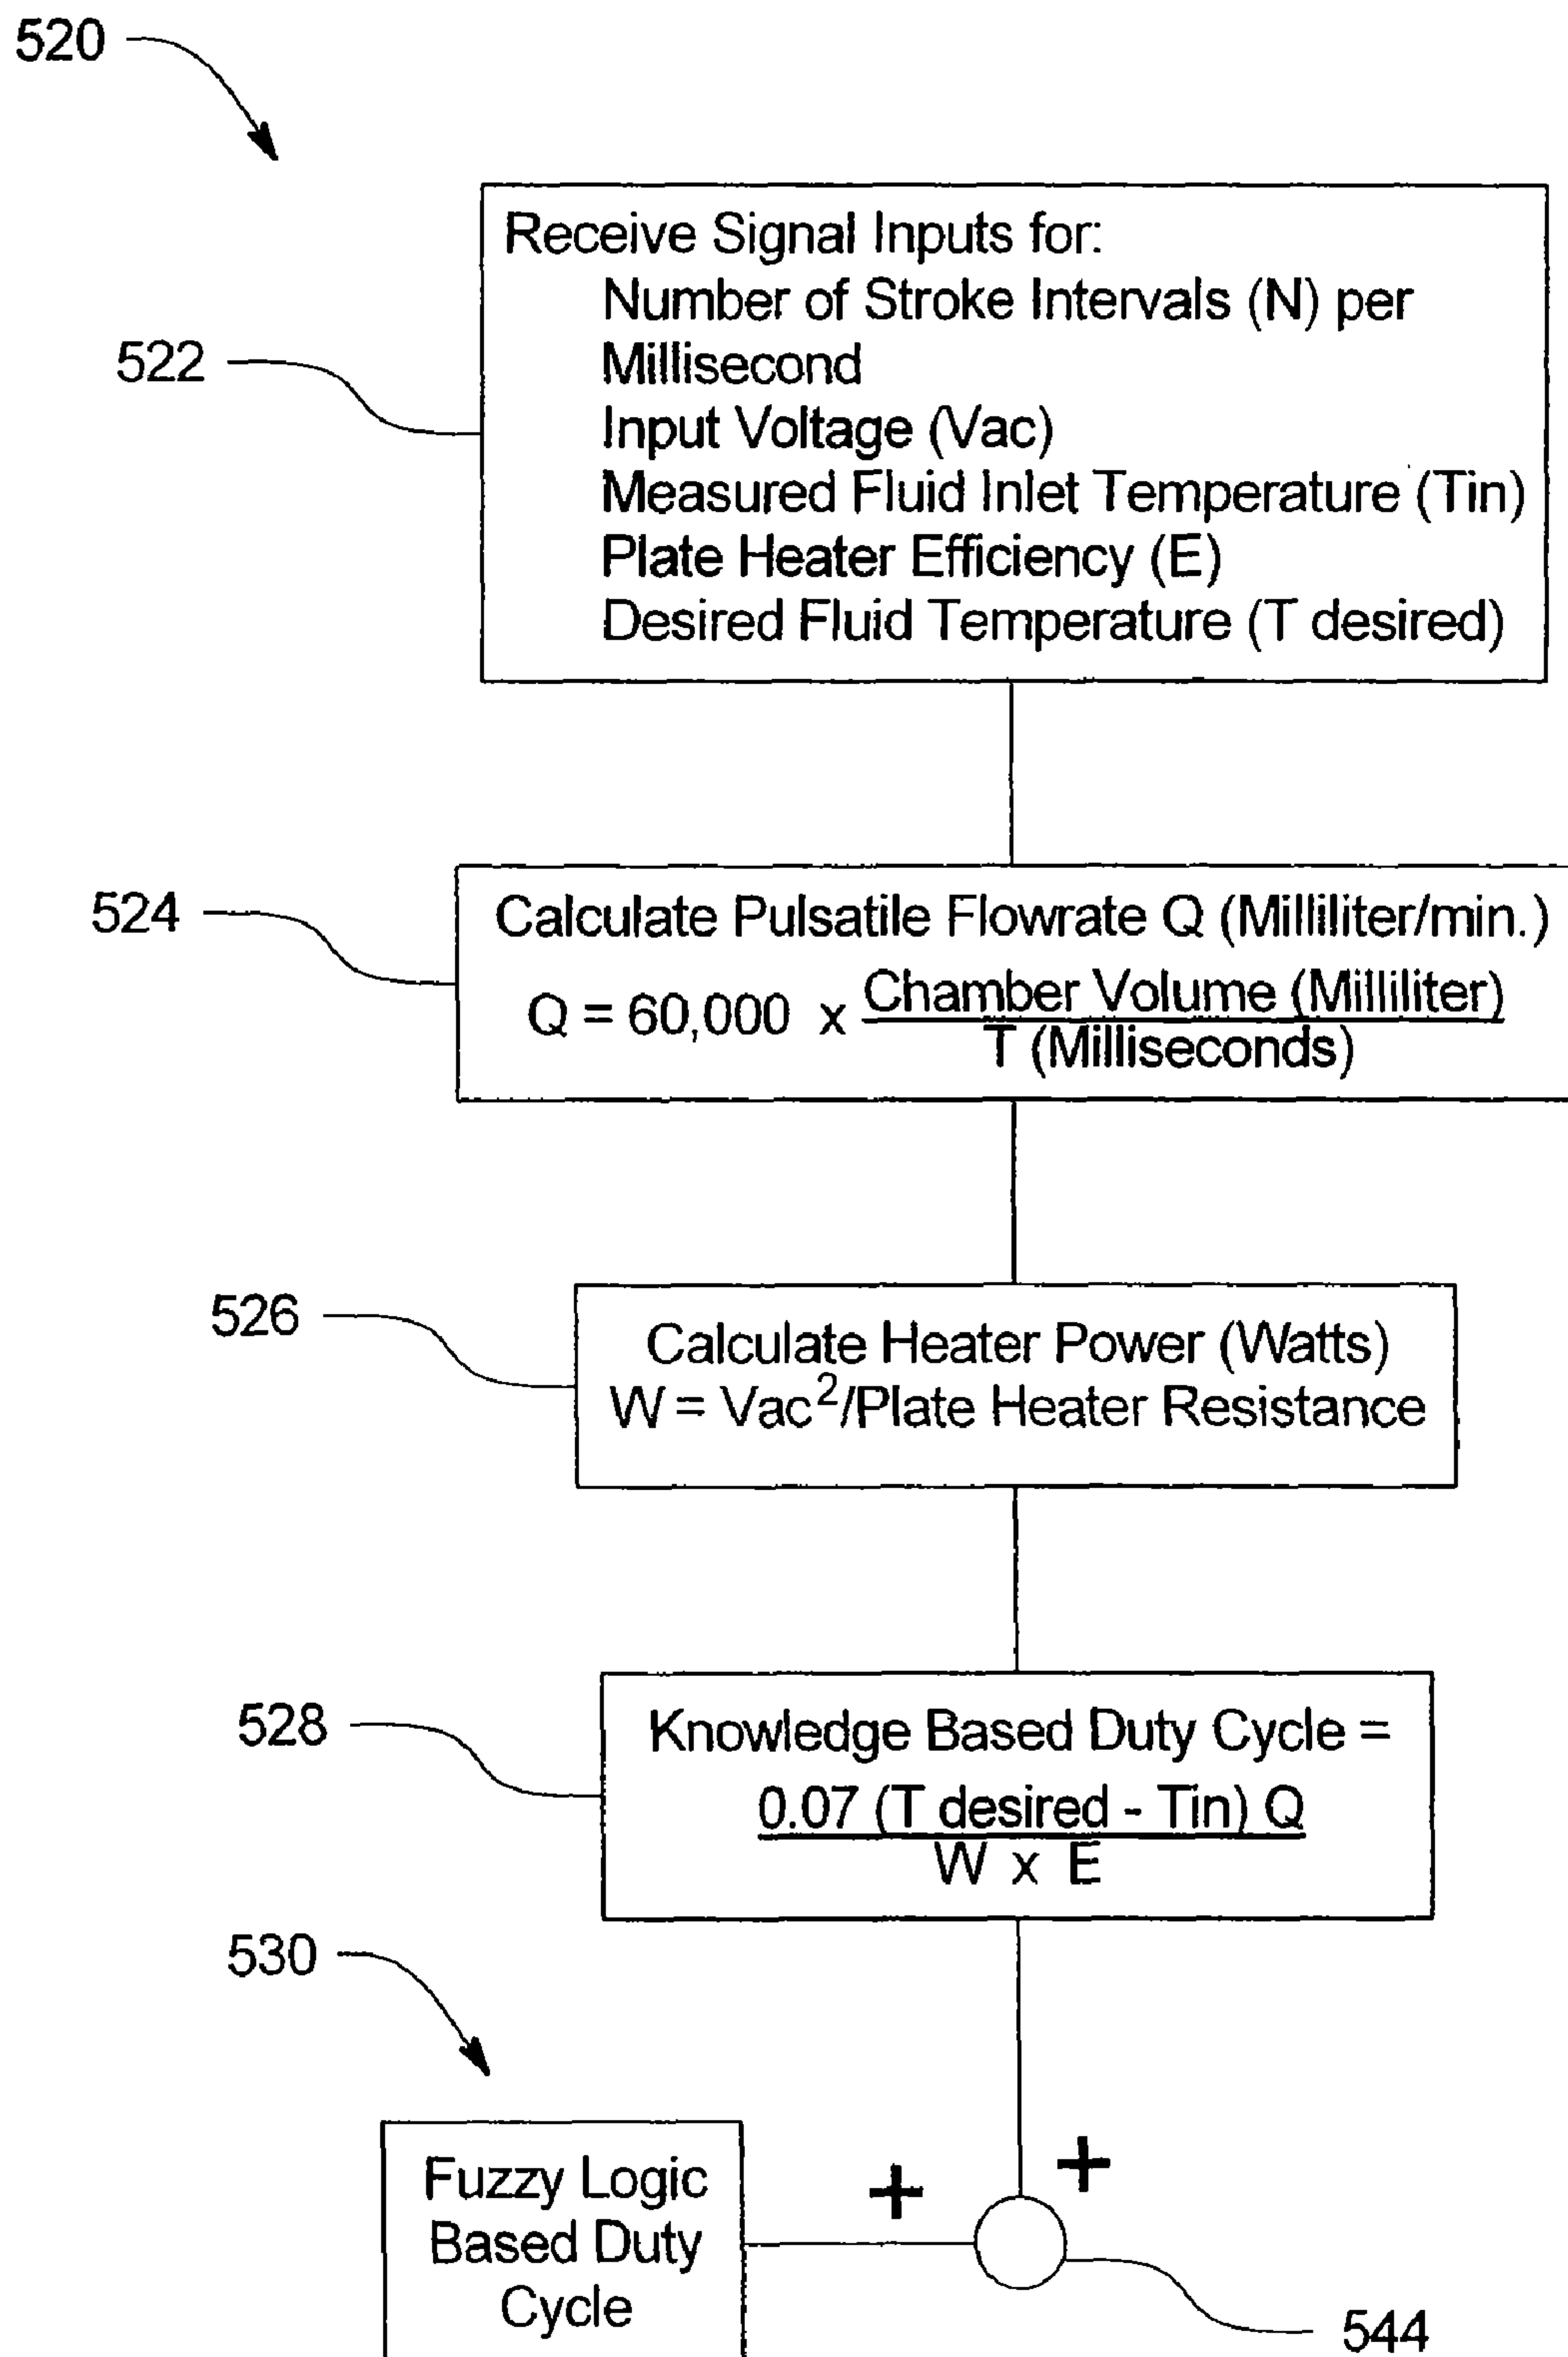 520
522
Receive Signal Inputs for:
Number of Stroke Intervals (N) per
Millisecond
Input Voltage (Vac)
Measured Fluid Inlet Temperature (Tin)
Plate Heater Efficiency (E)
Desired Fluid Temperature (T desired)
524
Calculate Pulsatile Flowrate Q (Milliliter/min.)
Q = 60,000 x Chamber Volume (Milliliter)
T (Milliseconds)
526
Calculate Heater Power (Watts)
W = Vac²/Plate Heater Resistance
528
Knowledge Based Duty Cycle =
0.07 (T desired - Tin) Q
W x E
530
Fuzzy Logic
Based Duty
Cycle
+
+
544